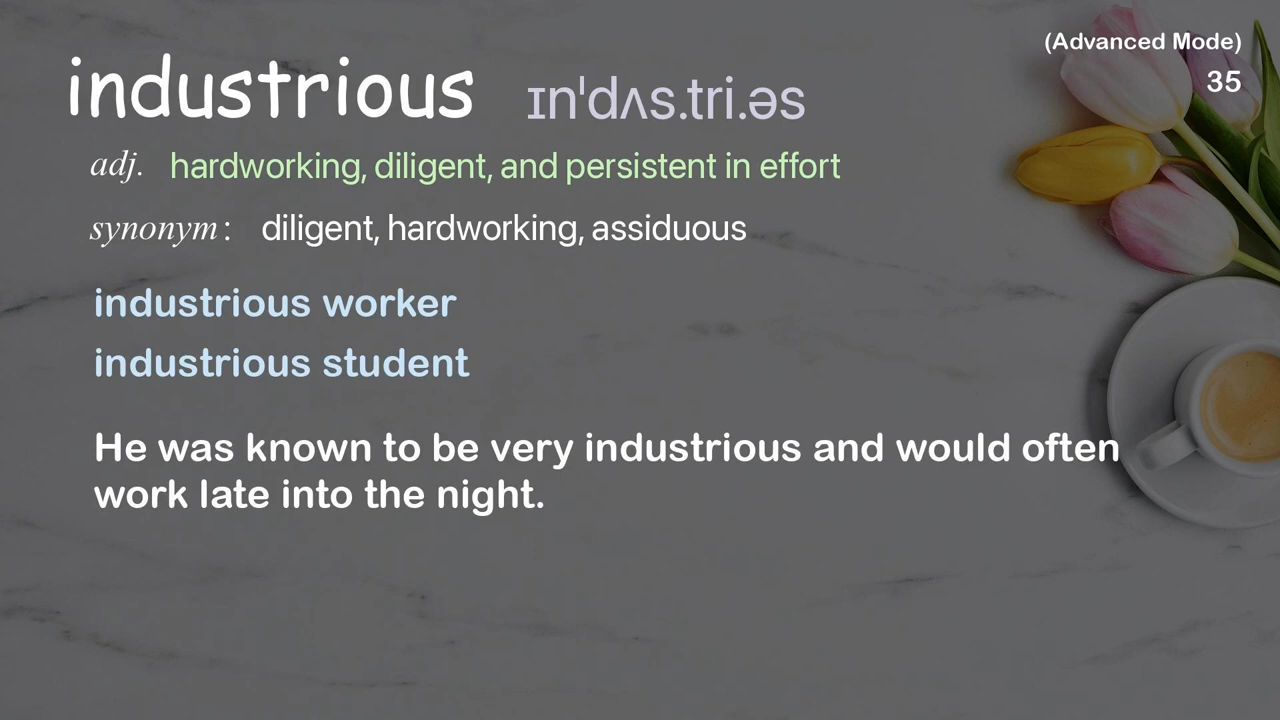 (Advanced Mode)
35
industrious ɪnˈdʌs.tri.əs
adj. hardworking, diligent, and persistent in effort
synonym: diligent, hardworking, assiduous
industrious worker
industrious student
He was known to be very industrious and would often
work late into the night.